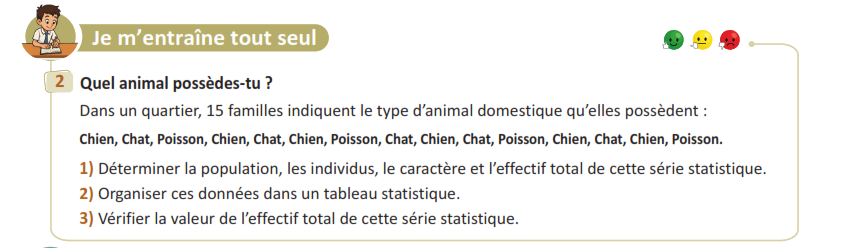 Je m’entraîne tout seul
2 Quel animal possèdes-tu ?
Dans un quartier, 15 familles indiquent le type d’animal domestique qu’elles possèdent :
Chien, Chat, Poisson, Chien, Chat, Chien, Poisson, Chat, Chien, Chat, Poisson, Chien, Chat, Chien, Poisson.
1) Déterminer la population, les individus, le caractère et l’effectif total de cette série statistique.
2) Organiser ces données dans un tableau statistique.
3) Vérifier la valeur de l’effectif total de cette série statistique.